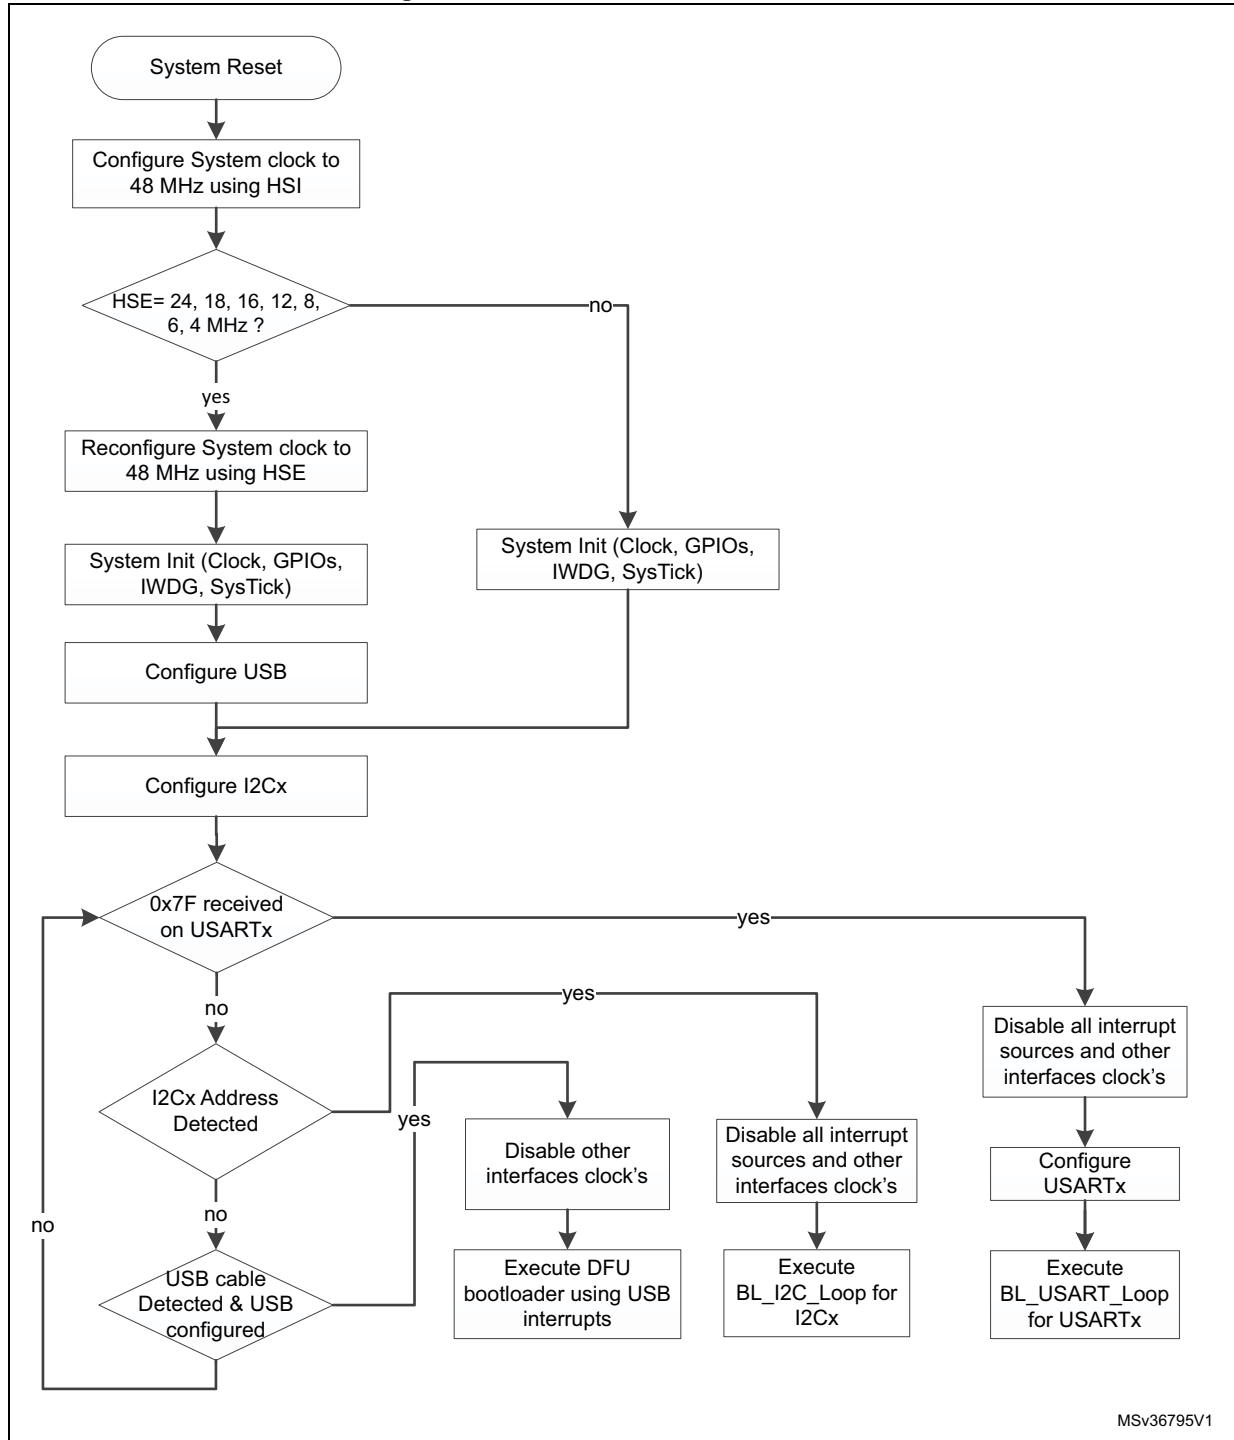 System Reset
Configure System clock to
48 MHz using HSI
HSE= 24, 18, 16, 12, 8,
6, 4 MHz ?
no
yes
Reconfigure System clock to
48 MHz using HSE
System Init (Clock, GPIOs,
IWDG, SysTick)
System Init (Clock, GPIOs,
IWDG, SysTick)
Configure USB
Configure I2Cx
0x7F received
on USARTx
yes
no
yes
Disable all interrupt
sources and other
interfaces clock's
I2Cx Address
Detected
yes
Disable other
interfaces clock's
Disable all interrupt
sources and other
interfaces clock's
Configure
USARTx
no
no
USB cable
Detected & USB
configured
Execute DFU
bootloader using USB
interrupts
Execute
BL_I2C_Loop for
I2Cx
Execute
BL_USART_Loop
for USARTx
MSv36795V1